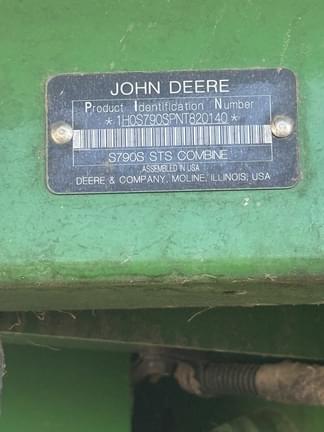 JOHN DEERE
Product Identification Number
*1H0S790SPNT820140*
S790S STS COMBINE
ASSEMBLED IN USA
DEERE & COMPANY, MOLINE, ILLINOIS, USA